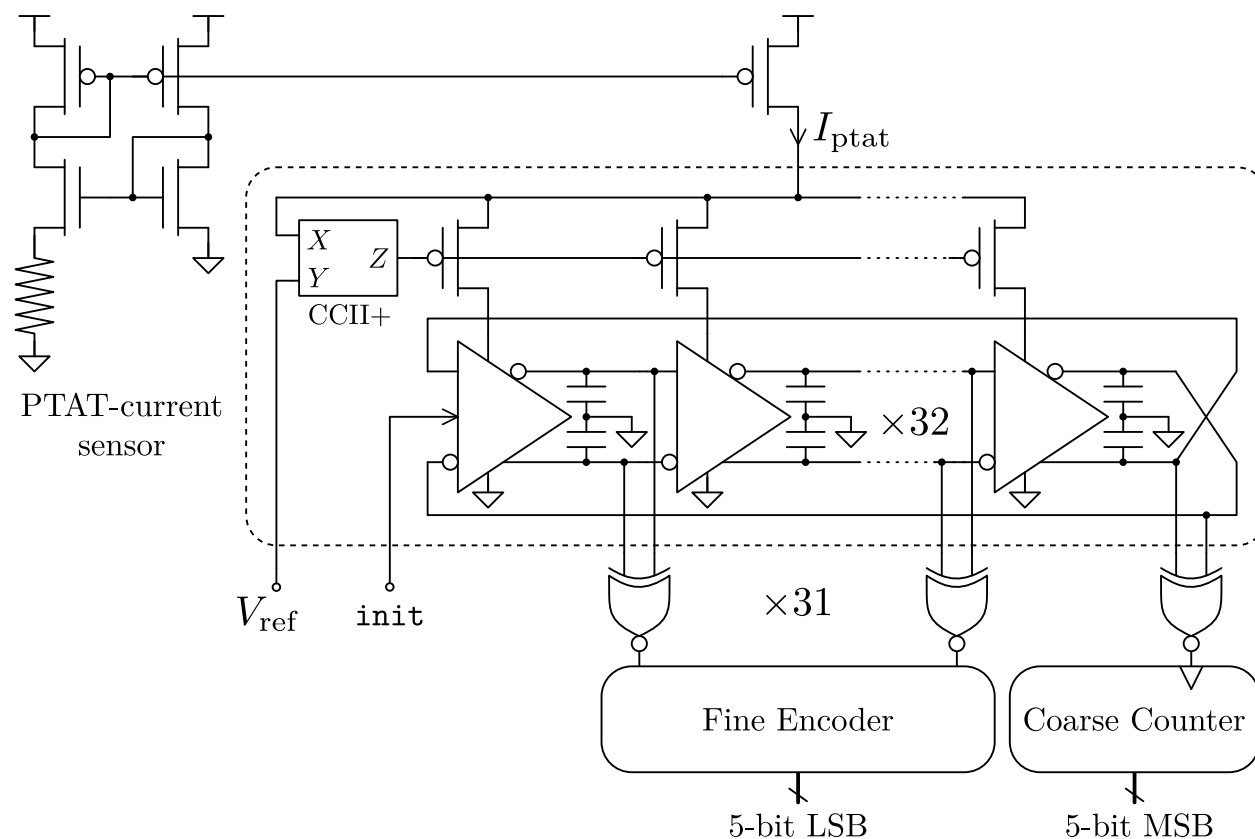 I_ptat
X
Z
Y
CCII+
PTAT-current
sensor
×32
V_ref
init
×31
Fine Encoder
Coarse Counter
5-bit LSB
5-bit MSB